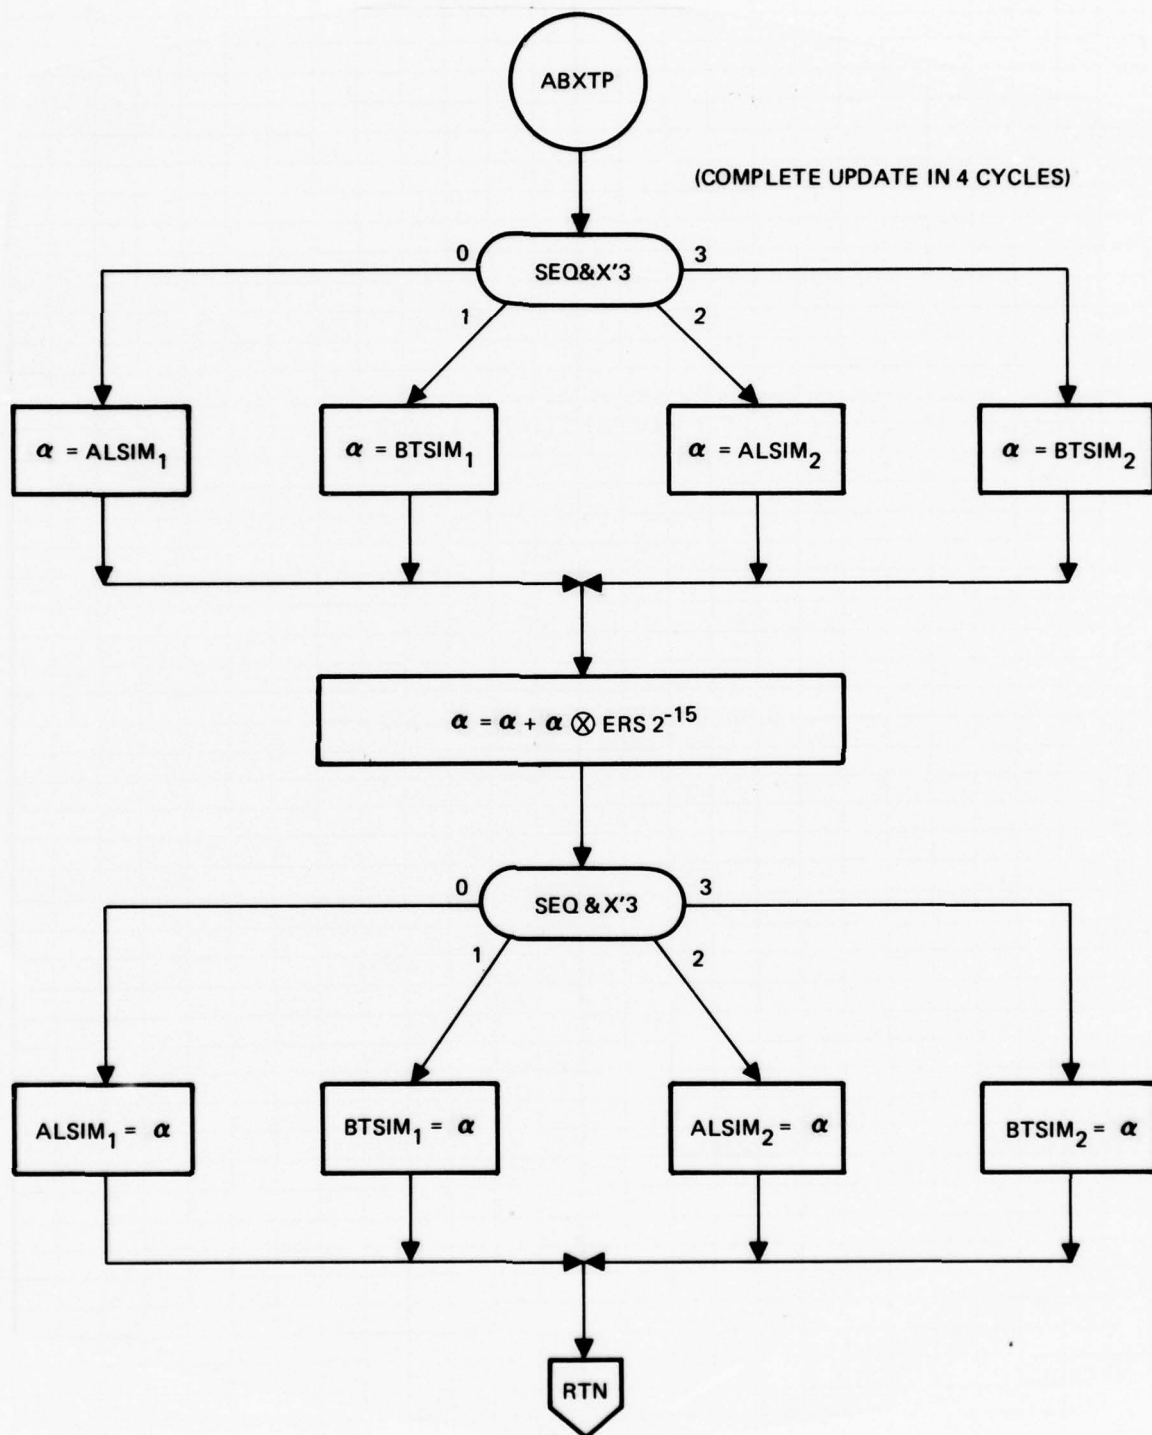 ABXTP
(COMPLETE UPDATE IN 4 CYCLES)
0
SEQ&X'3
3
1
2
α = ALSIM₁
α = BTSIM₁
α = ALSIM₂
α = BTSIM₂
α = α + α ⊗ ERS 2⁻¹⁵
0
SEQ & X'3
3
1
2
ALSIM₁ = α
BTSIM₁ = α
ALSIM₂ = α
BTSIM₂ = α
RTN